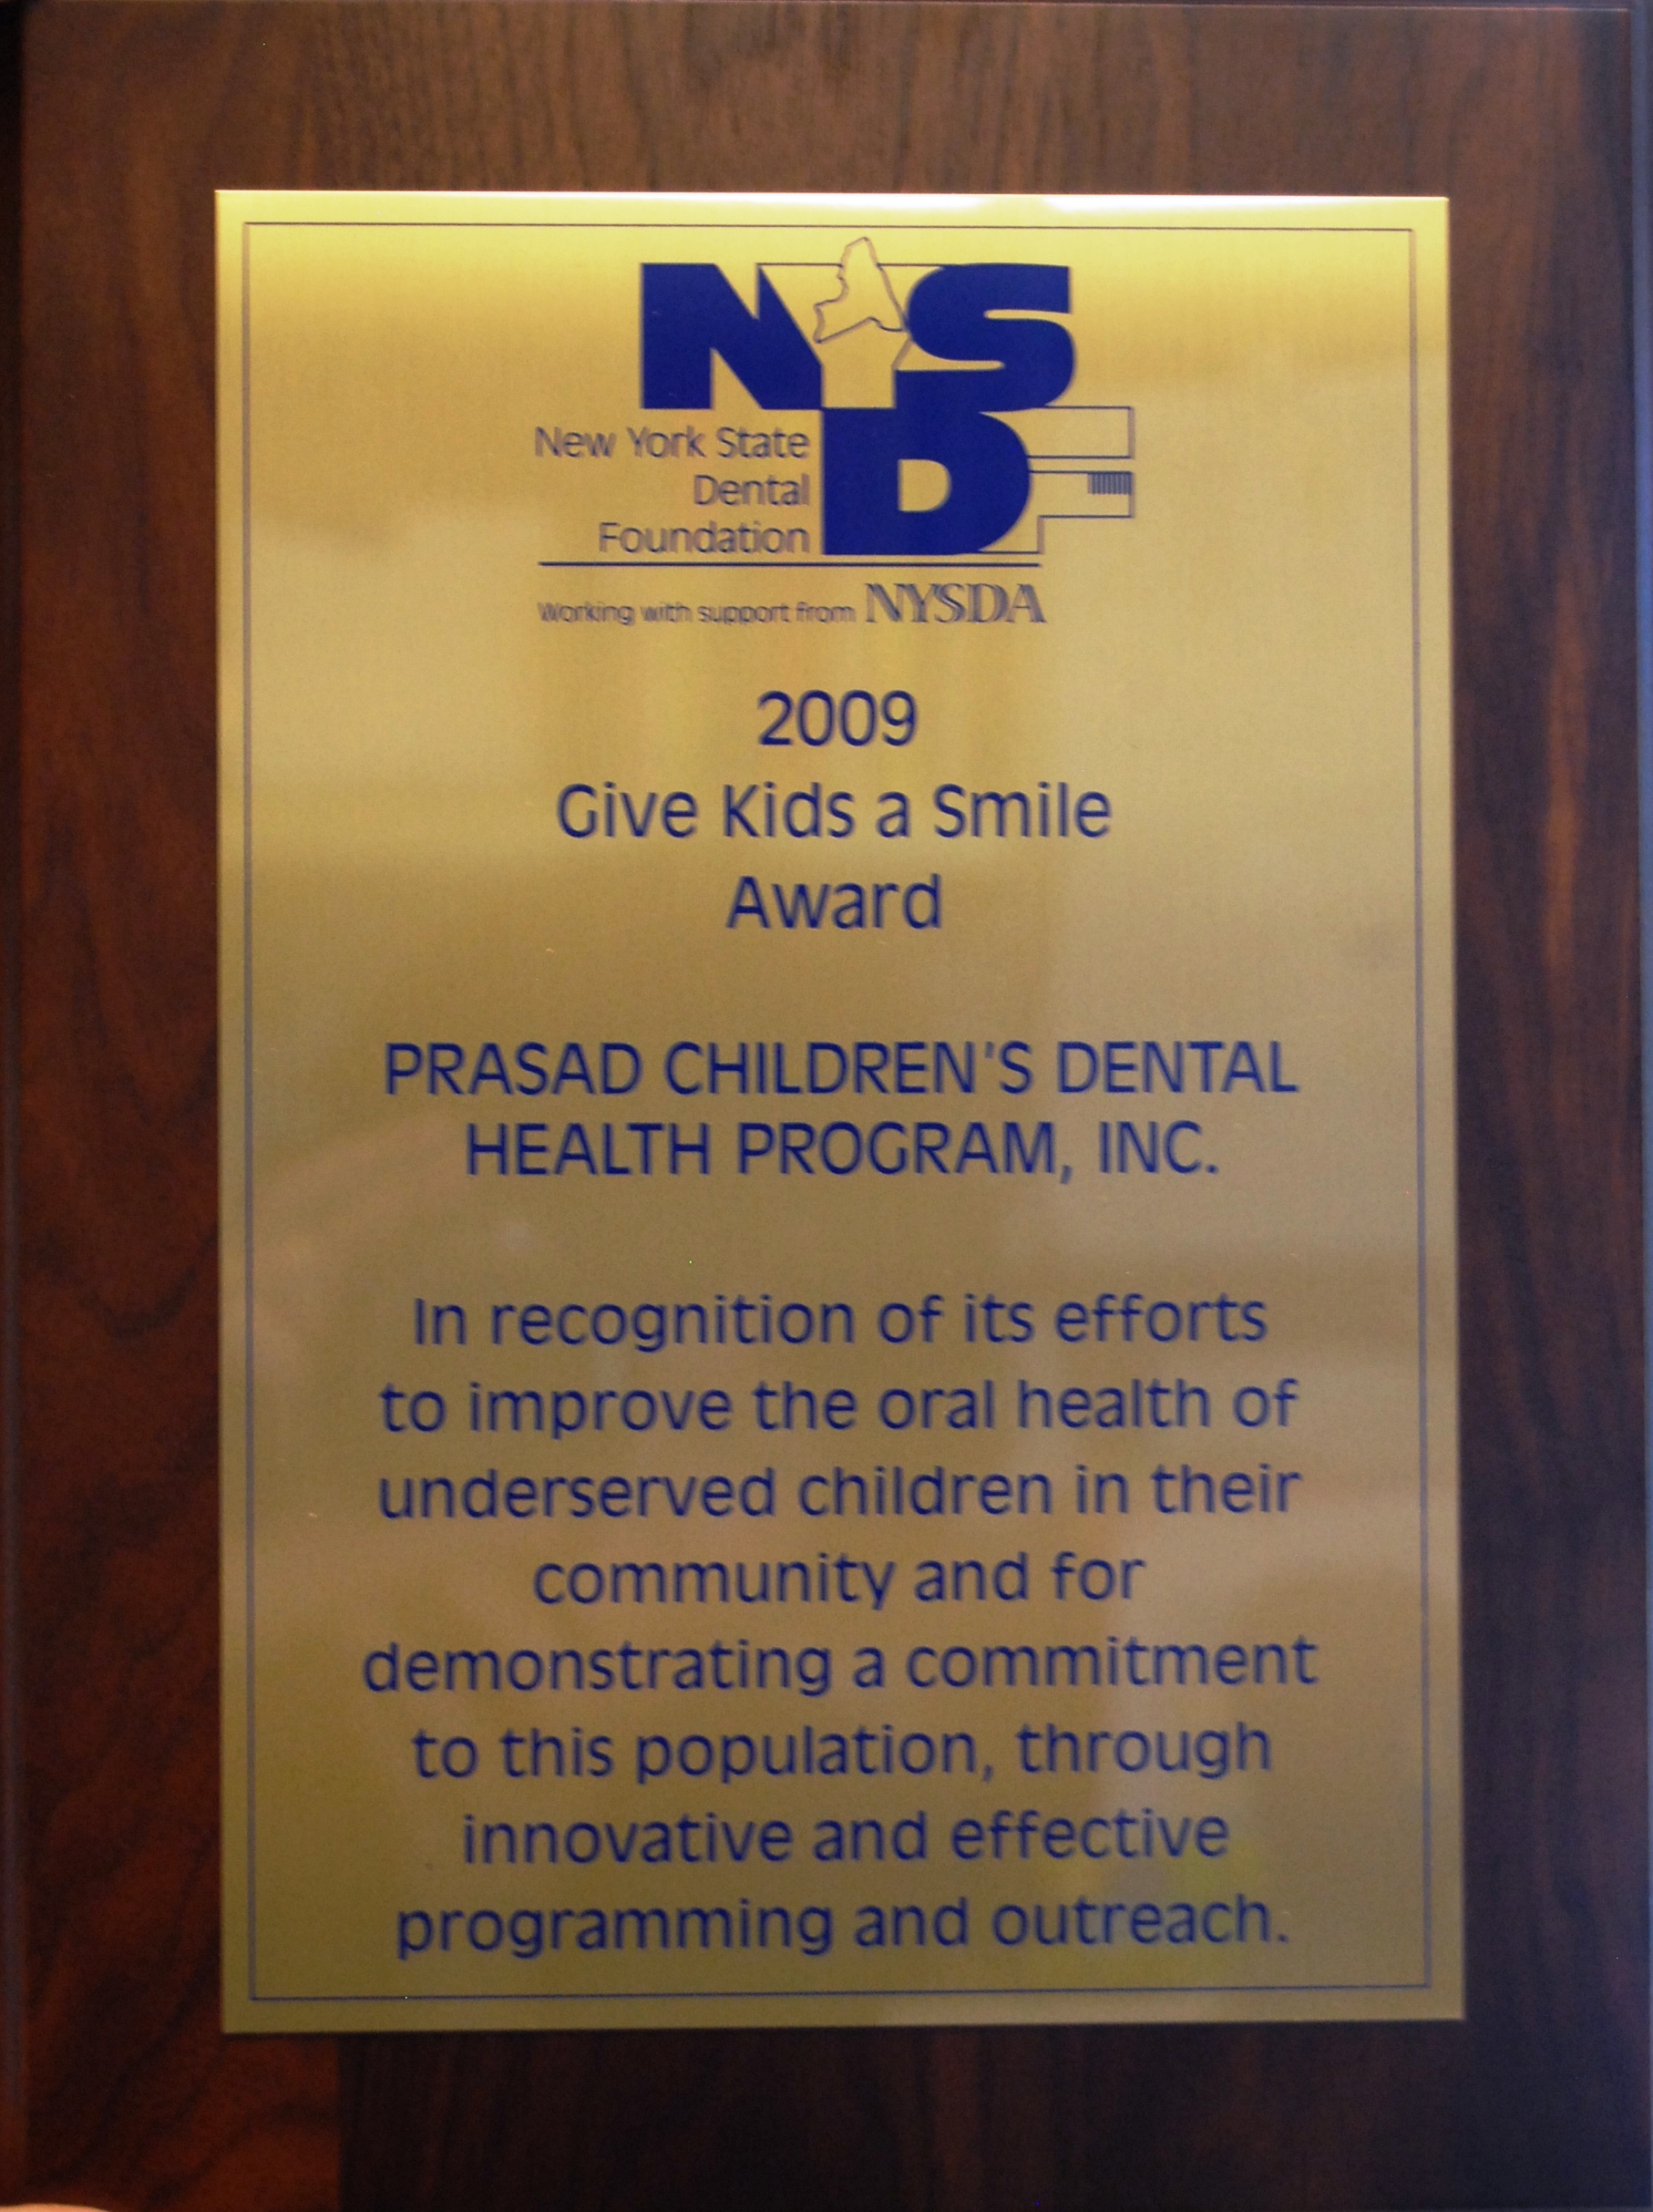 NYSDF
New York State
Dental
Foundation
Working with support from NYSDA
2009
Give Kids a Smile
Award
PRASAD CHILDREN'S DENTAL
HEALTH PROGRAM, INC.
In recognition of its efforts
to improve the oral health of
underserved children in their
community and for
demonstrating a commitment
to this population, through
innovative and effective
programming and outreach.